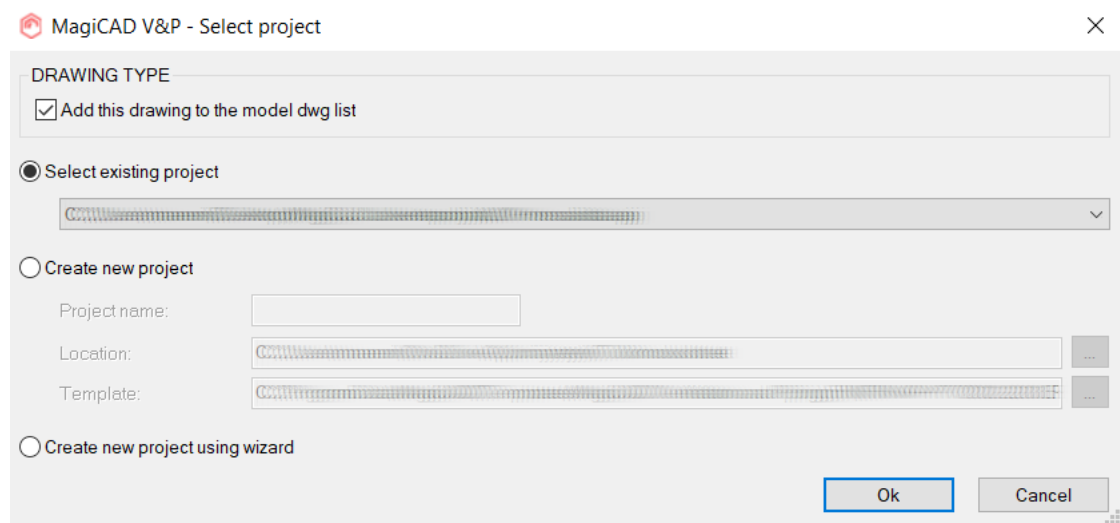 MagiCAD V&P - Select project
DRAWING TYPE
Add this drawing to the model dwg list
Select existing project
Create new project
Project name:
Location:
...
Template:
...
Create new project using wizard
Ok Cancel